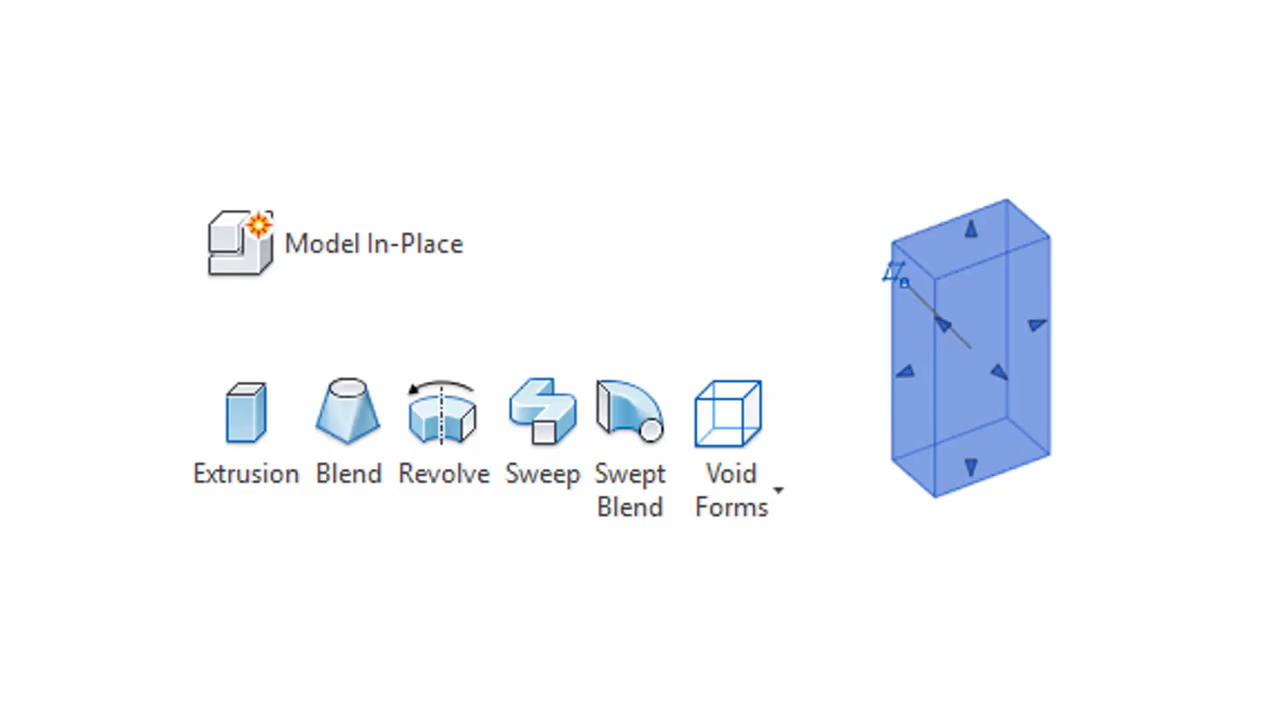 Model In-Place
Extrusion Blend Revolve Sweep Swept Void
Blend Forms